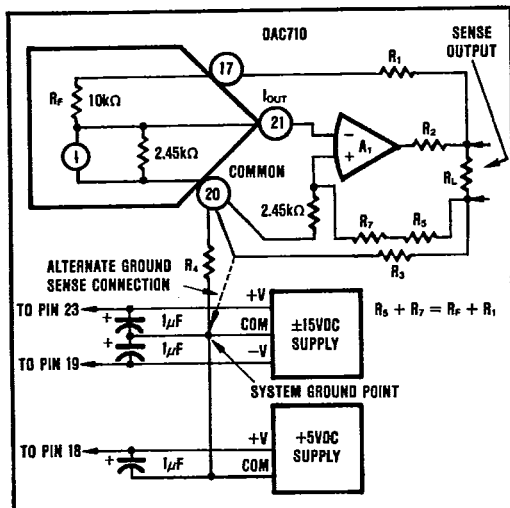 DAC710
SENSE
OUTPUT
17
R1
RF
10kΩ
IOUT
21
−
A1
+
R2
I
2.45kΩ
COMMON
20
RL
2.45kΩ
R7
R5
R3
ALTERNATE GROUND
SENSE CONNECTION
R4
TO PIN 23
+
1μF
+V
COM
−V
±15VDC
SUPPLY
R5 + R7 = RF + R1
+
1μF
TO PIN 19
SYSTEM GROUND POINT
TO PIN 18
+
1μF
+V
COM
+5VDC
SUPPLY